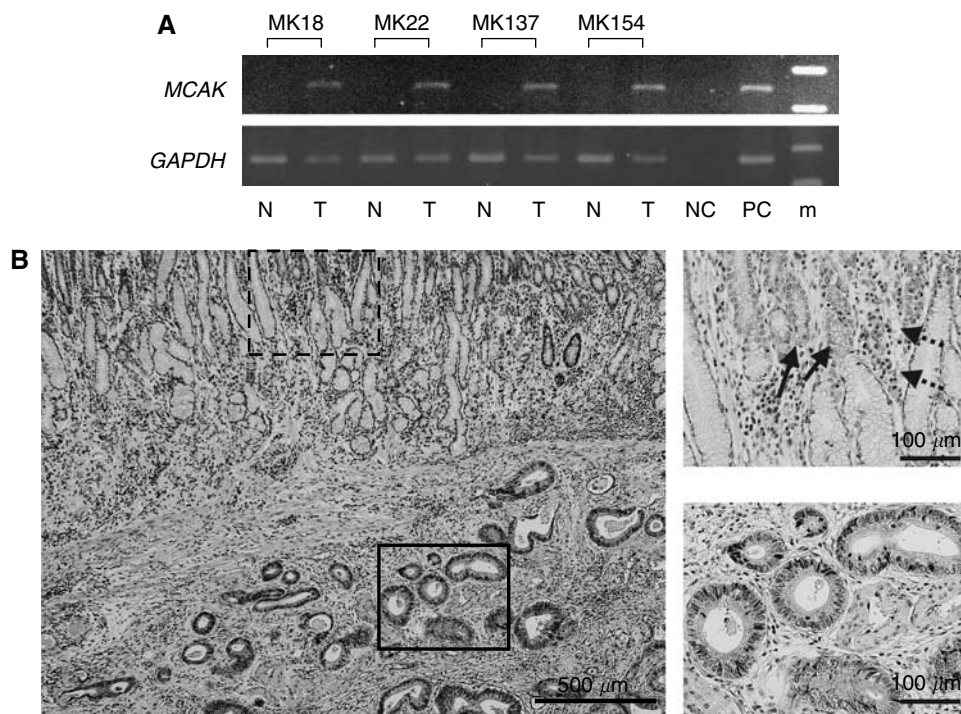 A
MK18 MK22 MK137 MK154
MCAK
GAPDH
N T N T N T N T NC PC m
B
100 μm
500 μm
100 μm